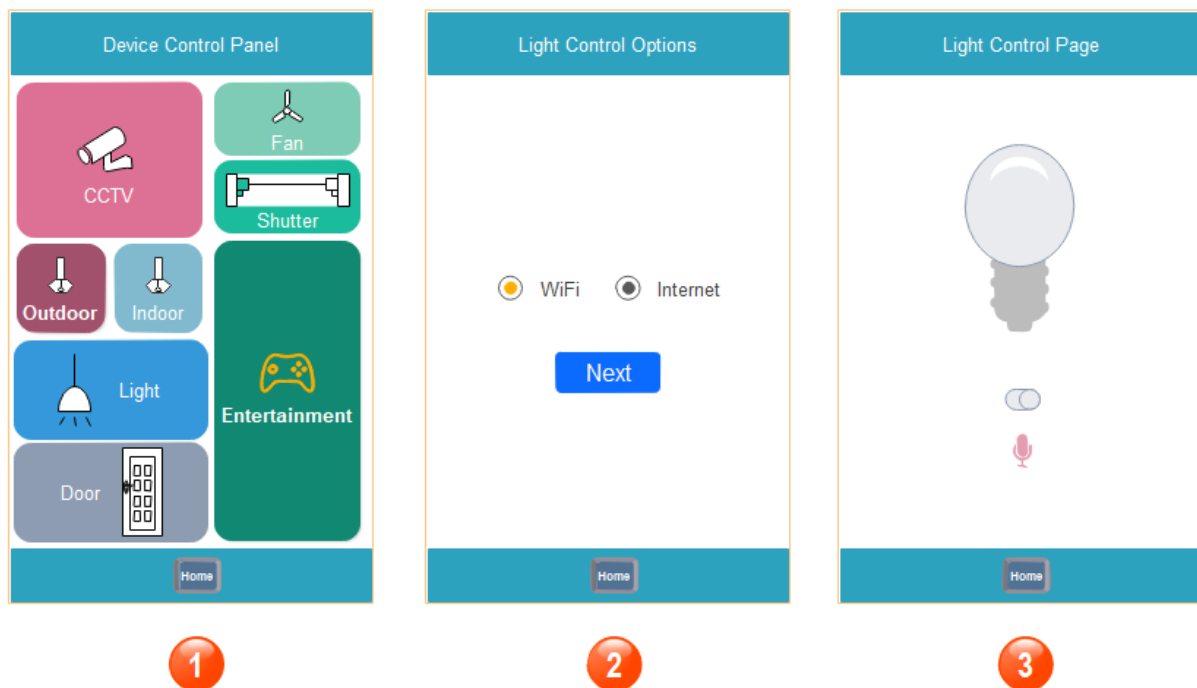 Device Control Panel
CCTV
Fan
Shutter
Outdoor
Indoor
Light
Entertainment
Door
Home
1
Light Control Options
WiFi
Internet
Next
Home
2
Light Control Page
Home
3